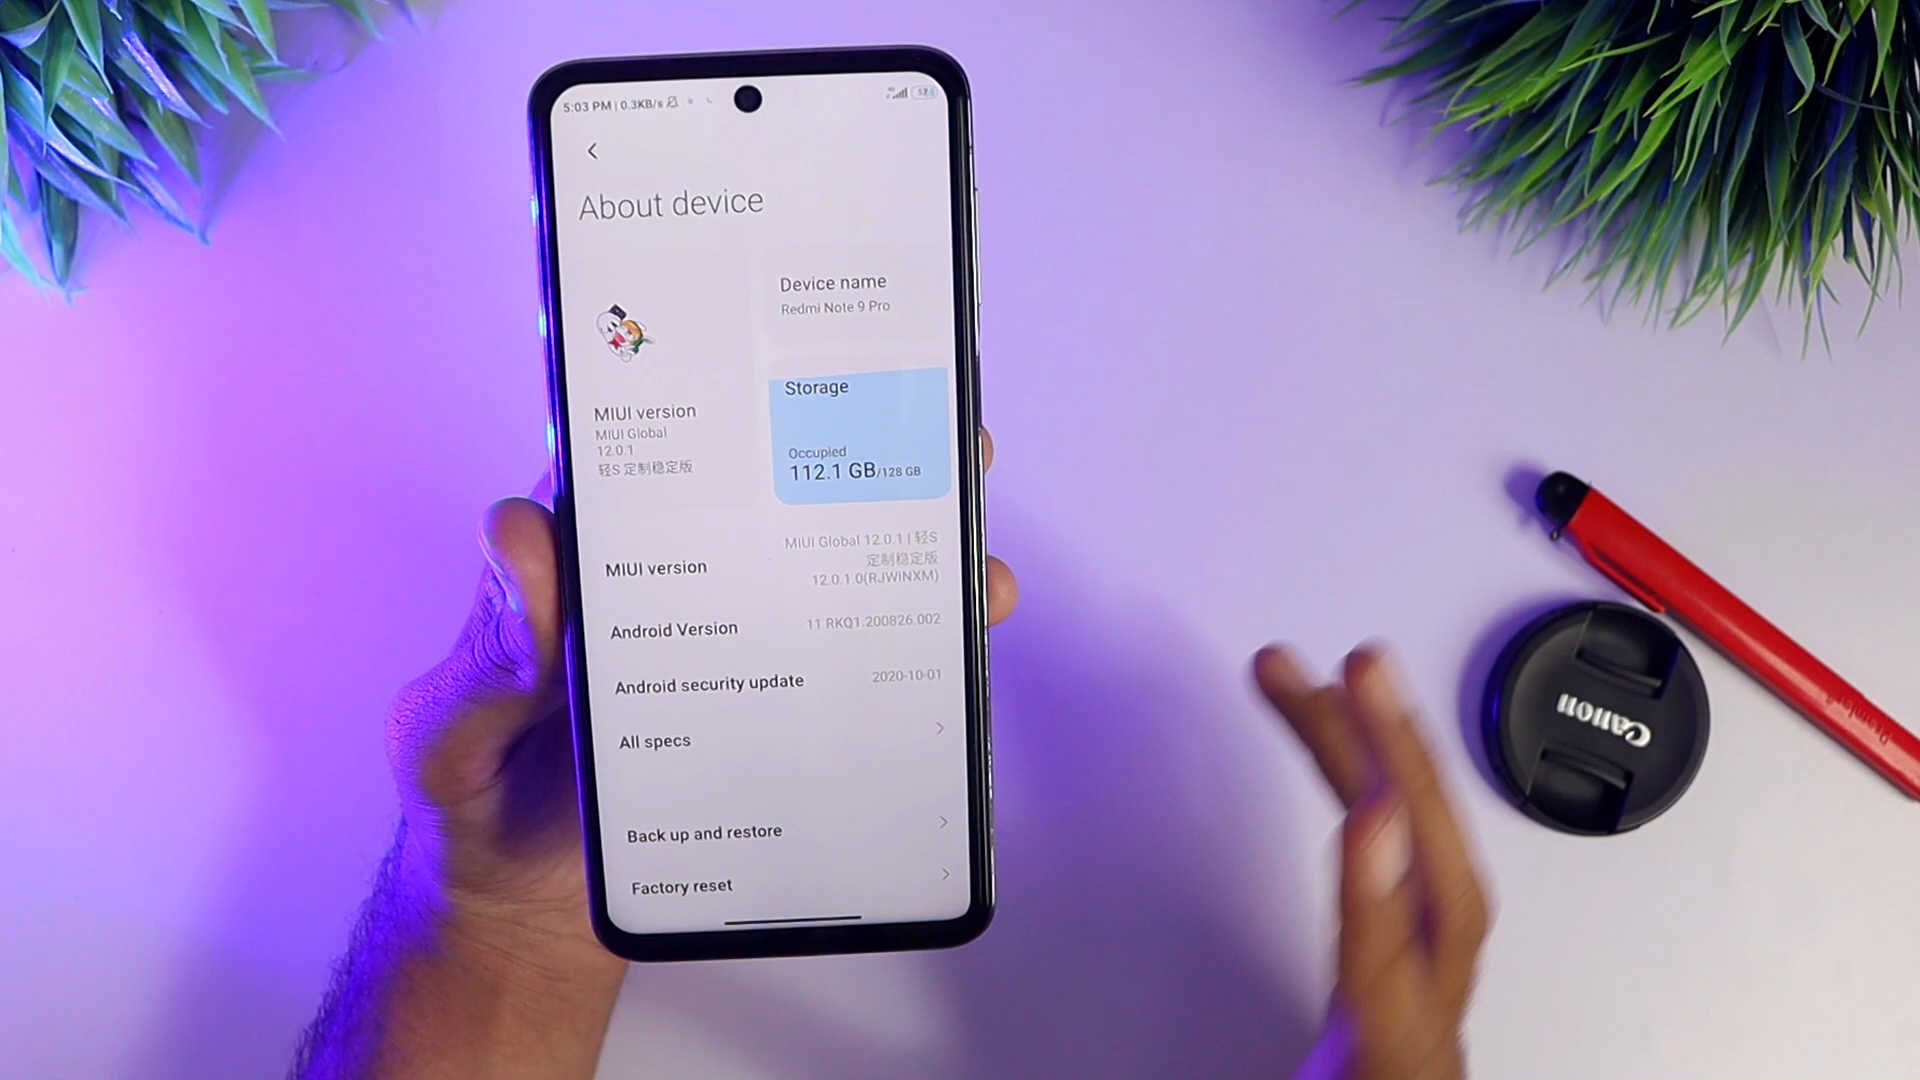 5:03 PM | 0.3KB/s
About device
Device name
Redmi Note 9 Pro
MIUI version
MIUI Global
12.0.1
轻S 定制稳定版
Storage
Occupied
112.1 GB/128 GB
MIUI version
MIUI Global 12.0.1 | 轻S
定制稳定版
12.0.1.0(RJWINXM)
Android Version
11 RKQ1.200826.002
Android security update
2020-10-01
All specs
Back up and restore
Factory reset
Canon